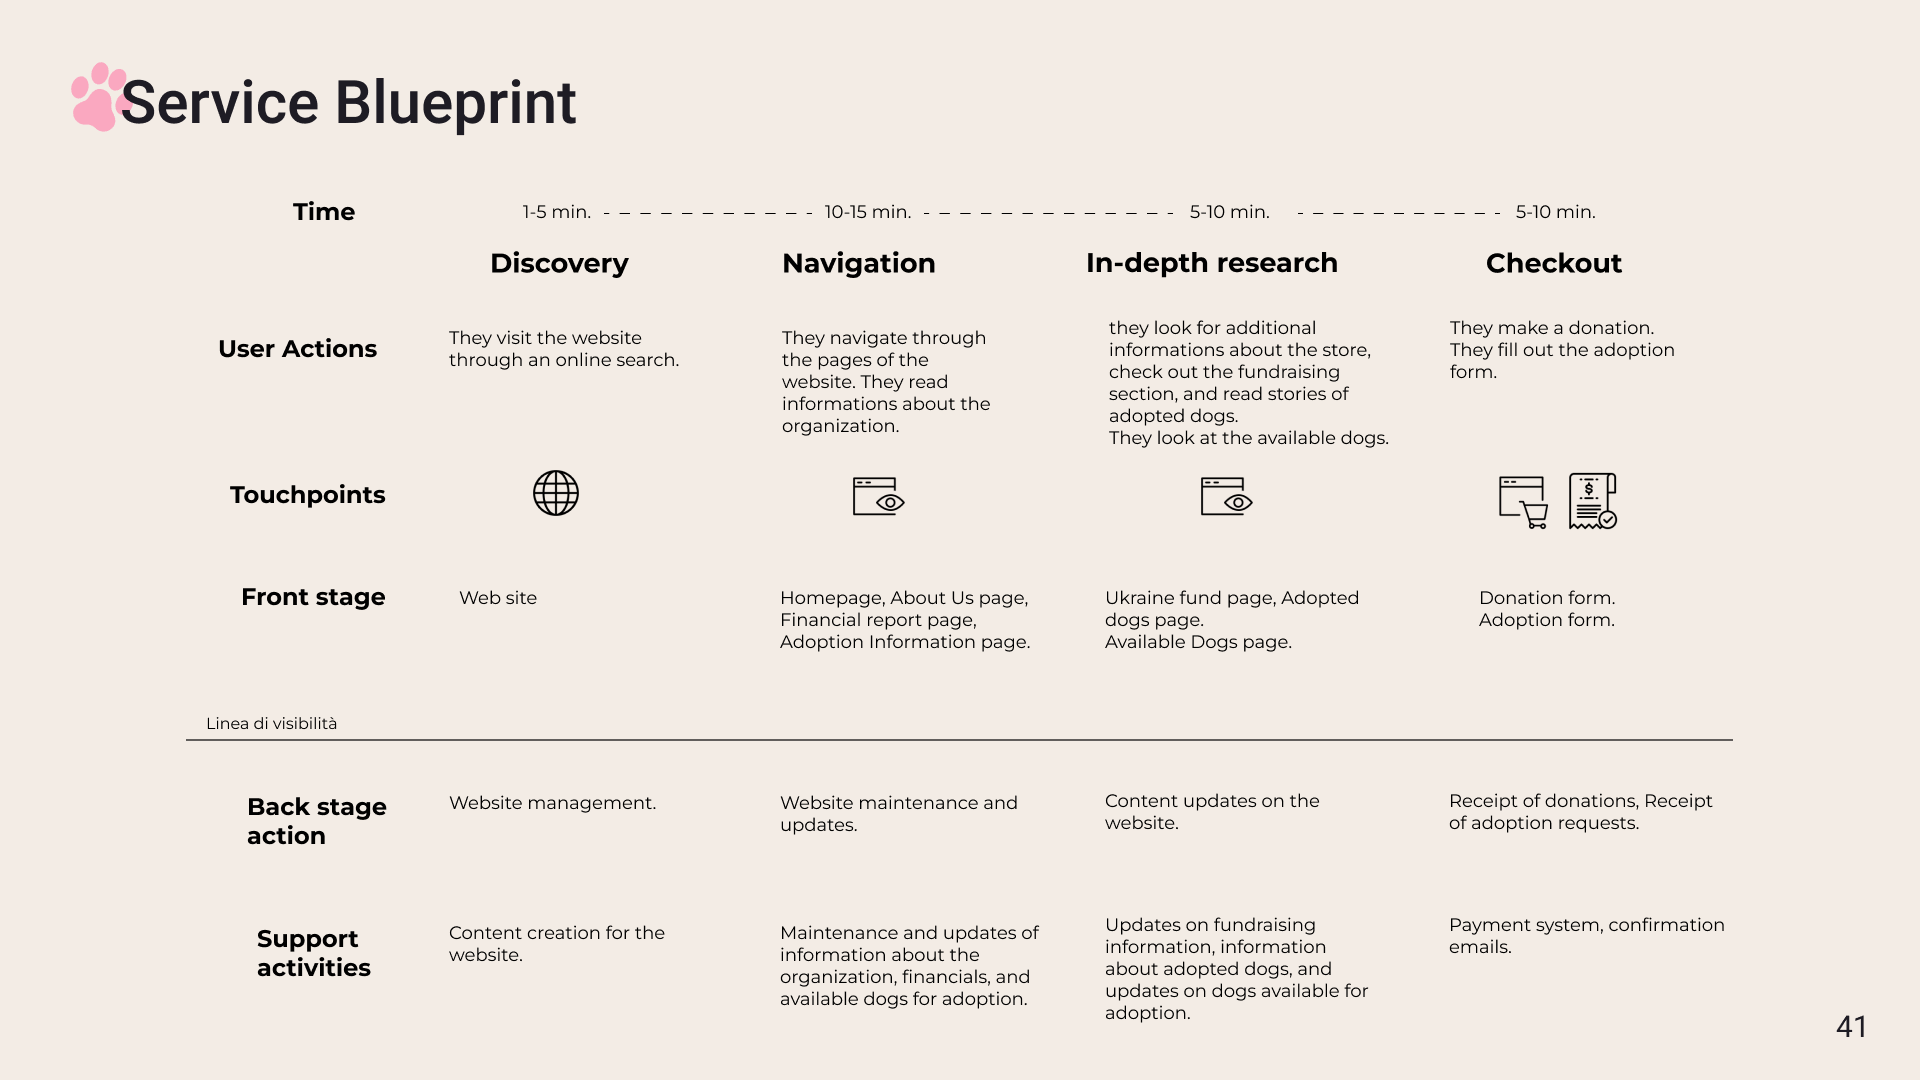 Service Blueprint
Time
1-5 min.
10-15 min.
5-10 min.
5-10 min.
Discovery
Navigation
In-depth research
Checkout
User Actions
They visit the website
through an online search.
They navigate through
the pages of the
website. They read
informations about the
organization.
they look for additional
informations about the store,
check out the fundraising
section, and read stories of
adopted dogs.
They look at the available dogs.
They make a donation.
They fill out the adoption
form.
Touchpoints
$
Front stage
Web site
Homepage, About Us page,
Financial report page,
Adoption Information page.
Ukraine fund page, Adopted
dogs page.
Available Dogs page.
Donation form.
Adoption form.
Linea di visibilità
Back stage
action
Website management.
Website maintenance and
updates.
Content updates on the
website.
Receipt of donations, Receipt
of adoption requests.
Support
activities
Content creation for the
website.
Maintenance and updates of
information about the
organization, financials, and
available dogs for adoption.
Updates on fundraising
information, information
about adopted dogs, and
updates on dogs available for
adoption.
Payment system, confirmation
emails.
41